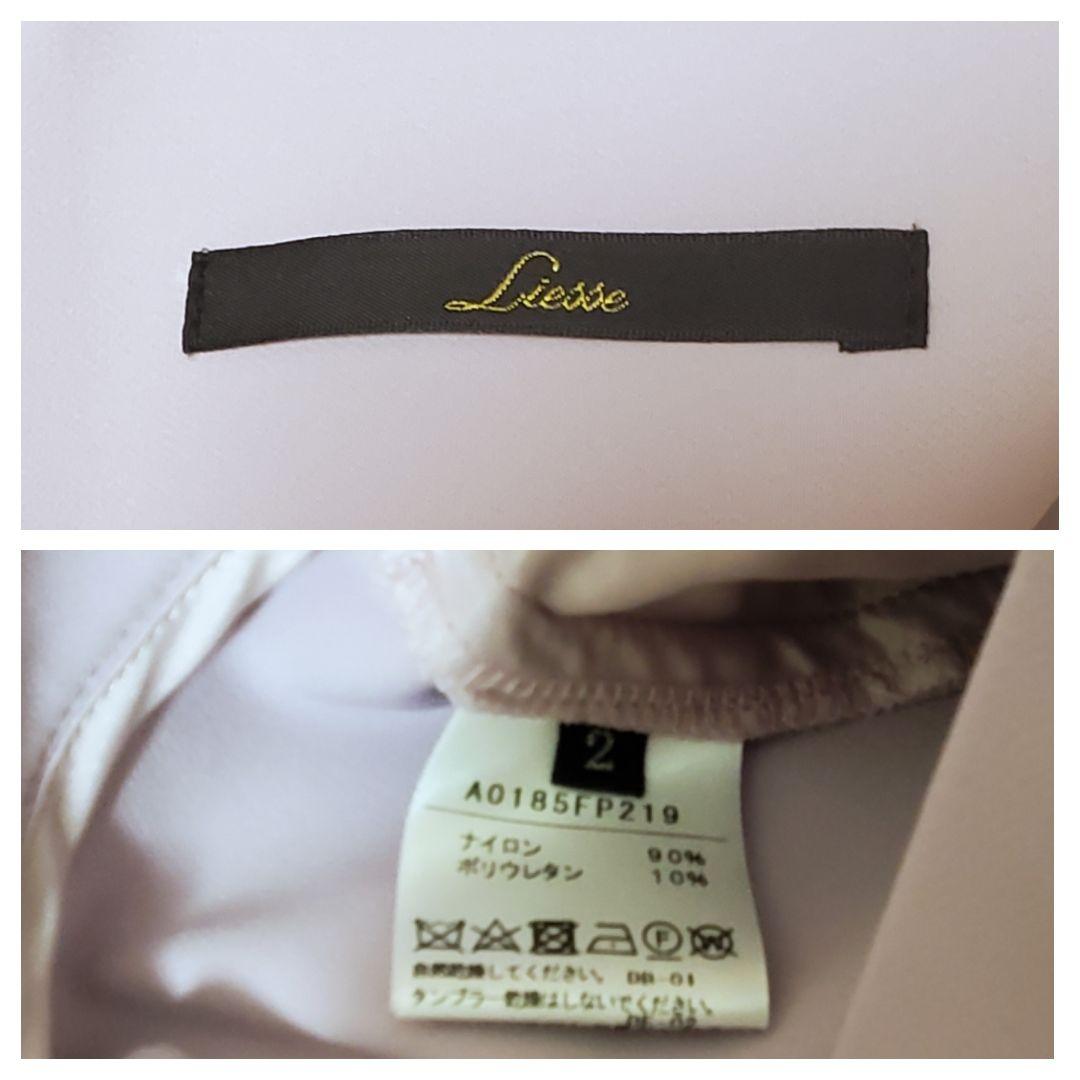 Liesse
2
A0185FP219
ナイロン 90%
ポリウレタン 10%
F W
自然乾燥してください。 DB-01
タンブラー乾燥はしないでください。